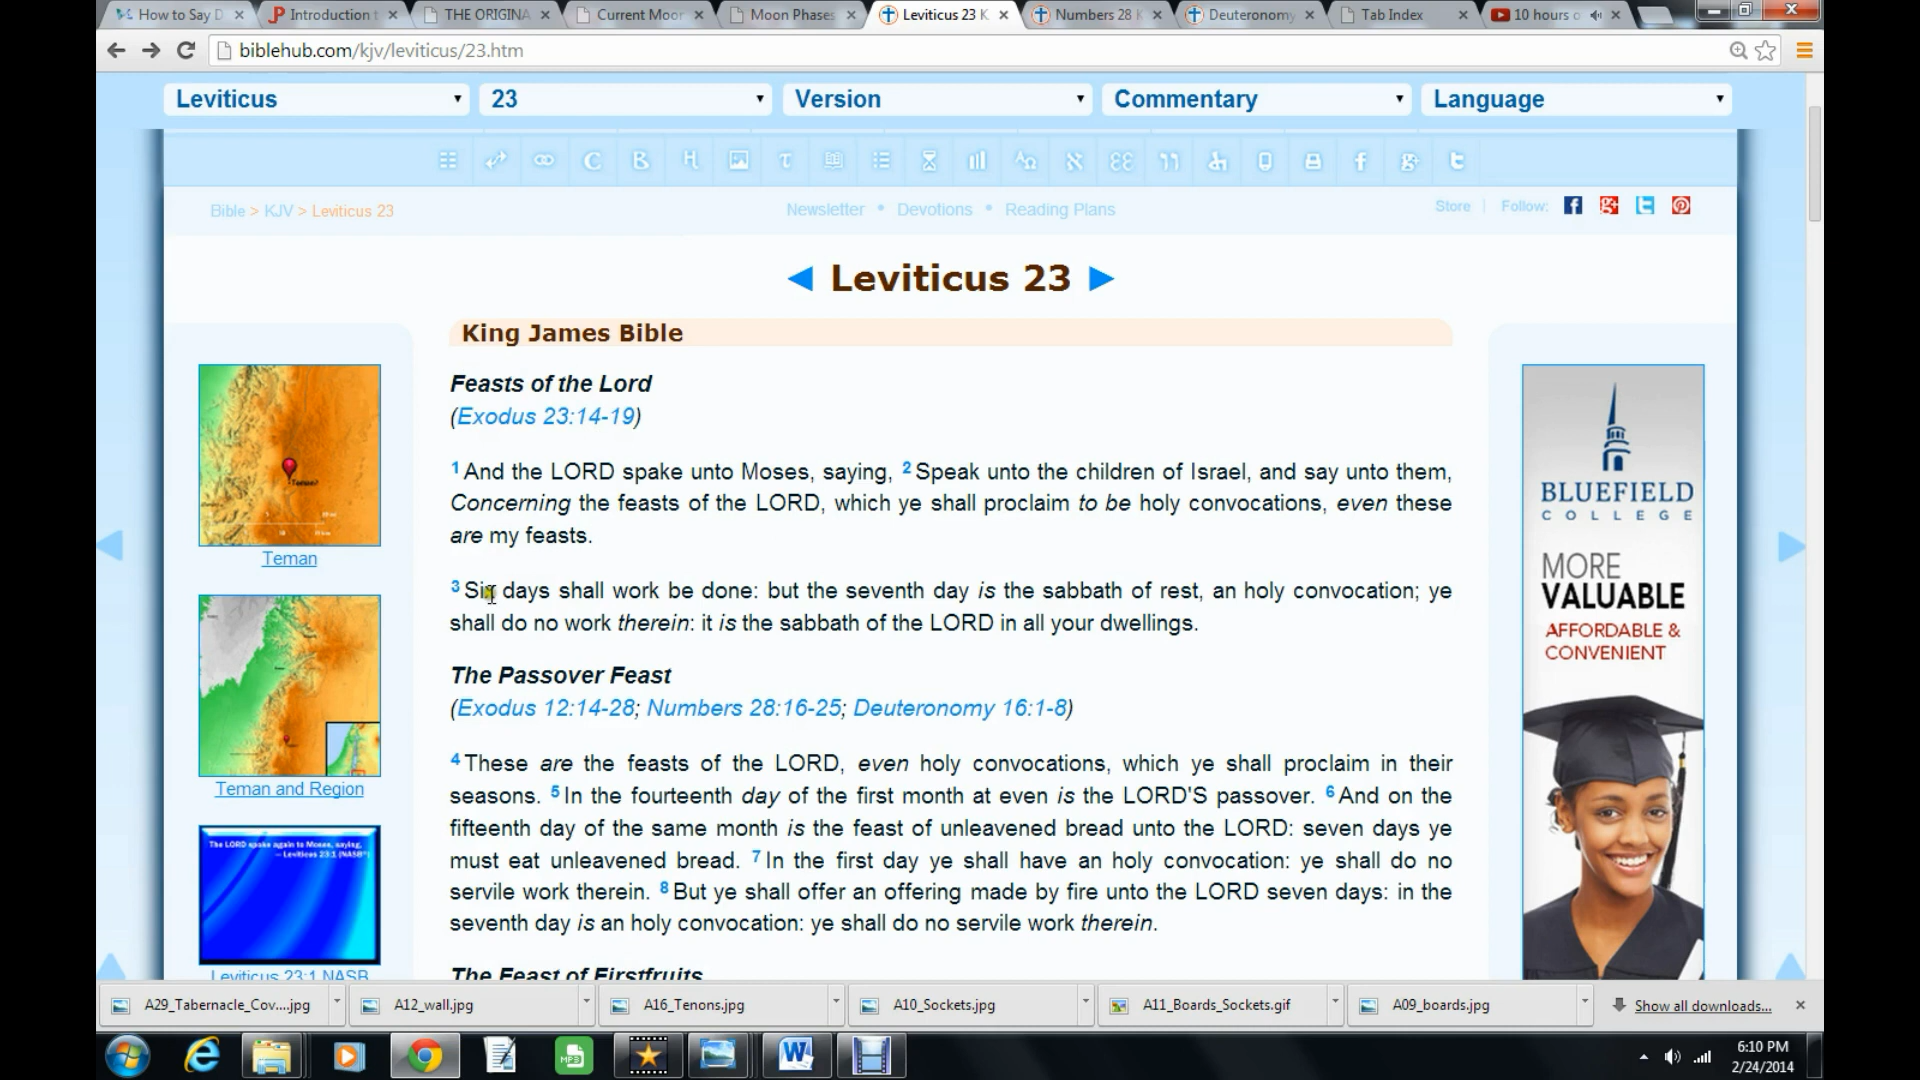 How to Say D
Introduction t
THE ORIGINA
Current Moor
Moon Phases
Leviticus 23 K
Numbers 28 K
Deuteronomy
Tab Index
10 hours o
biblehub.com/kjv/leviticus/23.htm
Leviticus
23
Version
Commentary
Language
Bible > KJV > Leviticus 23
Newsletter • Devotions • Reading Plans
Store | Follow:
Leviticus 23
King James Bible
Feasts of the Lord
(Exodus 23:14-19)
1 And the LORD spake unto Moses, saying, 2 Speak unto the children of Israel, and say unto them,
Concerning the feasts of the LORD, which ye shall proclaim to be holy convocations, even these
are my feasts.
3 Six days shall work be done: but the seventh day is the sabbath of rest, an holy convocation; ye
shall do no work therein: it is the sabbath of the LORD in all your dwellings.
The Passover Feast
(Exodus 12:14-28; Numbers 28:16-25; Deuteronomy 16:1-8)
4 These are the feasts of the LORD, even holy convocations, which ye shall proclaim in their
seasons. 5 In the fourteenth day of the first month at even is the LORD'S passover. 6 And on the
fifteenth day of the same month is the feast of unleavened bread unto the LORD: seven days ye
must eat unleavened bread. 7 In the first day ye shall have an holy convocation: ye shall do no
servile work therein. 8 But ye shall offer an offering made by fire unto the LORD seven days: in the
seventh day is an holy convocation: ye shall do no servile work therein.
The Feast of Firstfruits
Teman
Teman and Region
The LORD spoke again to Moses, saying,
— Leviticus 23:1 (NASB®)
Leviticus 23:1 NASB
BLUEFIELD
COLLEGE
MORE
VALUABLE
AFFORDABLE &
CONVENIENT
A29_Tabernacle_Cov....jpg
A12_wall.jpg
A16_Tenons.jpg
A10_Sockets.jpg
A11_Boards_Sockets.gif
A09_boards.jpg
Show all downloads...
MP3
6:10 PM
2/24/2014